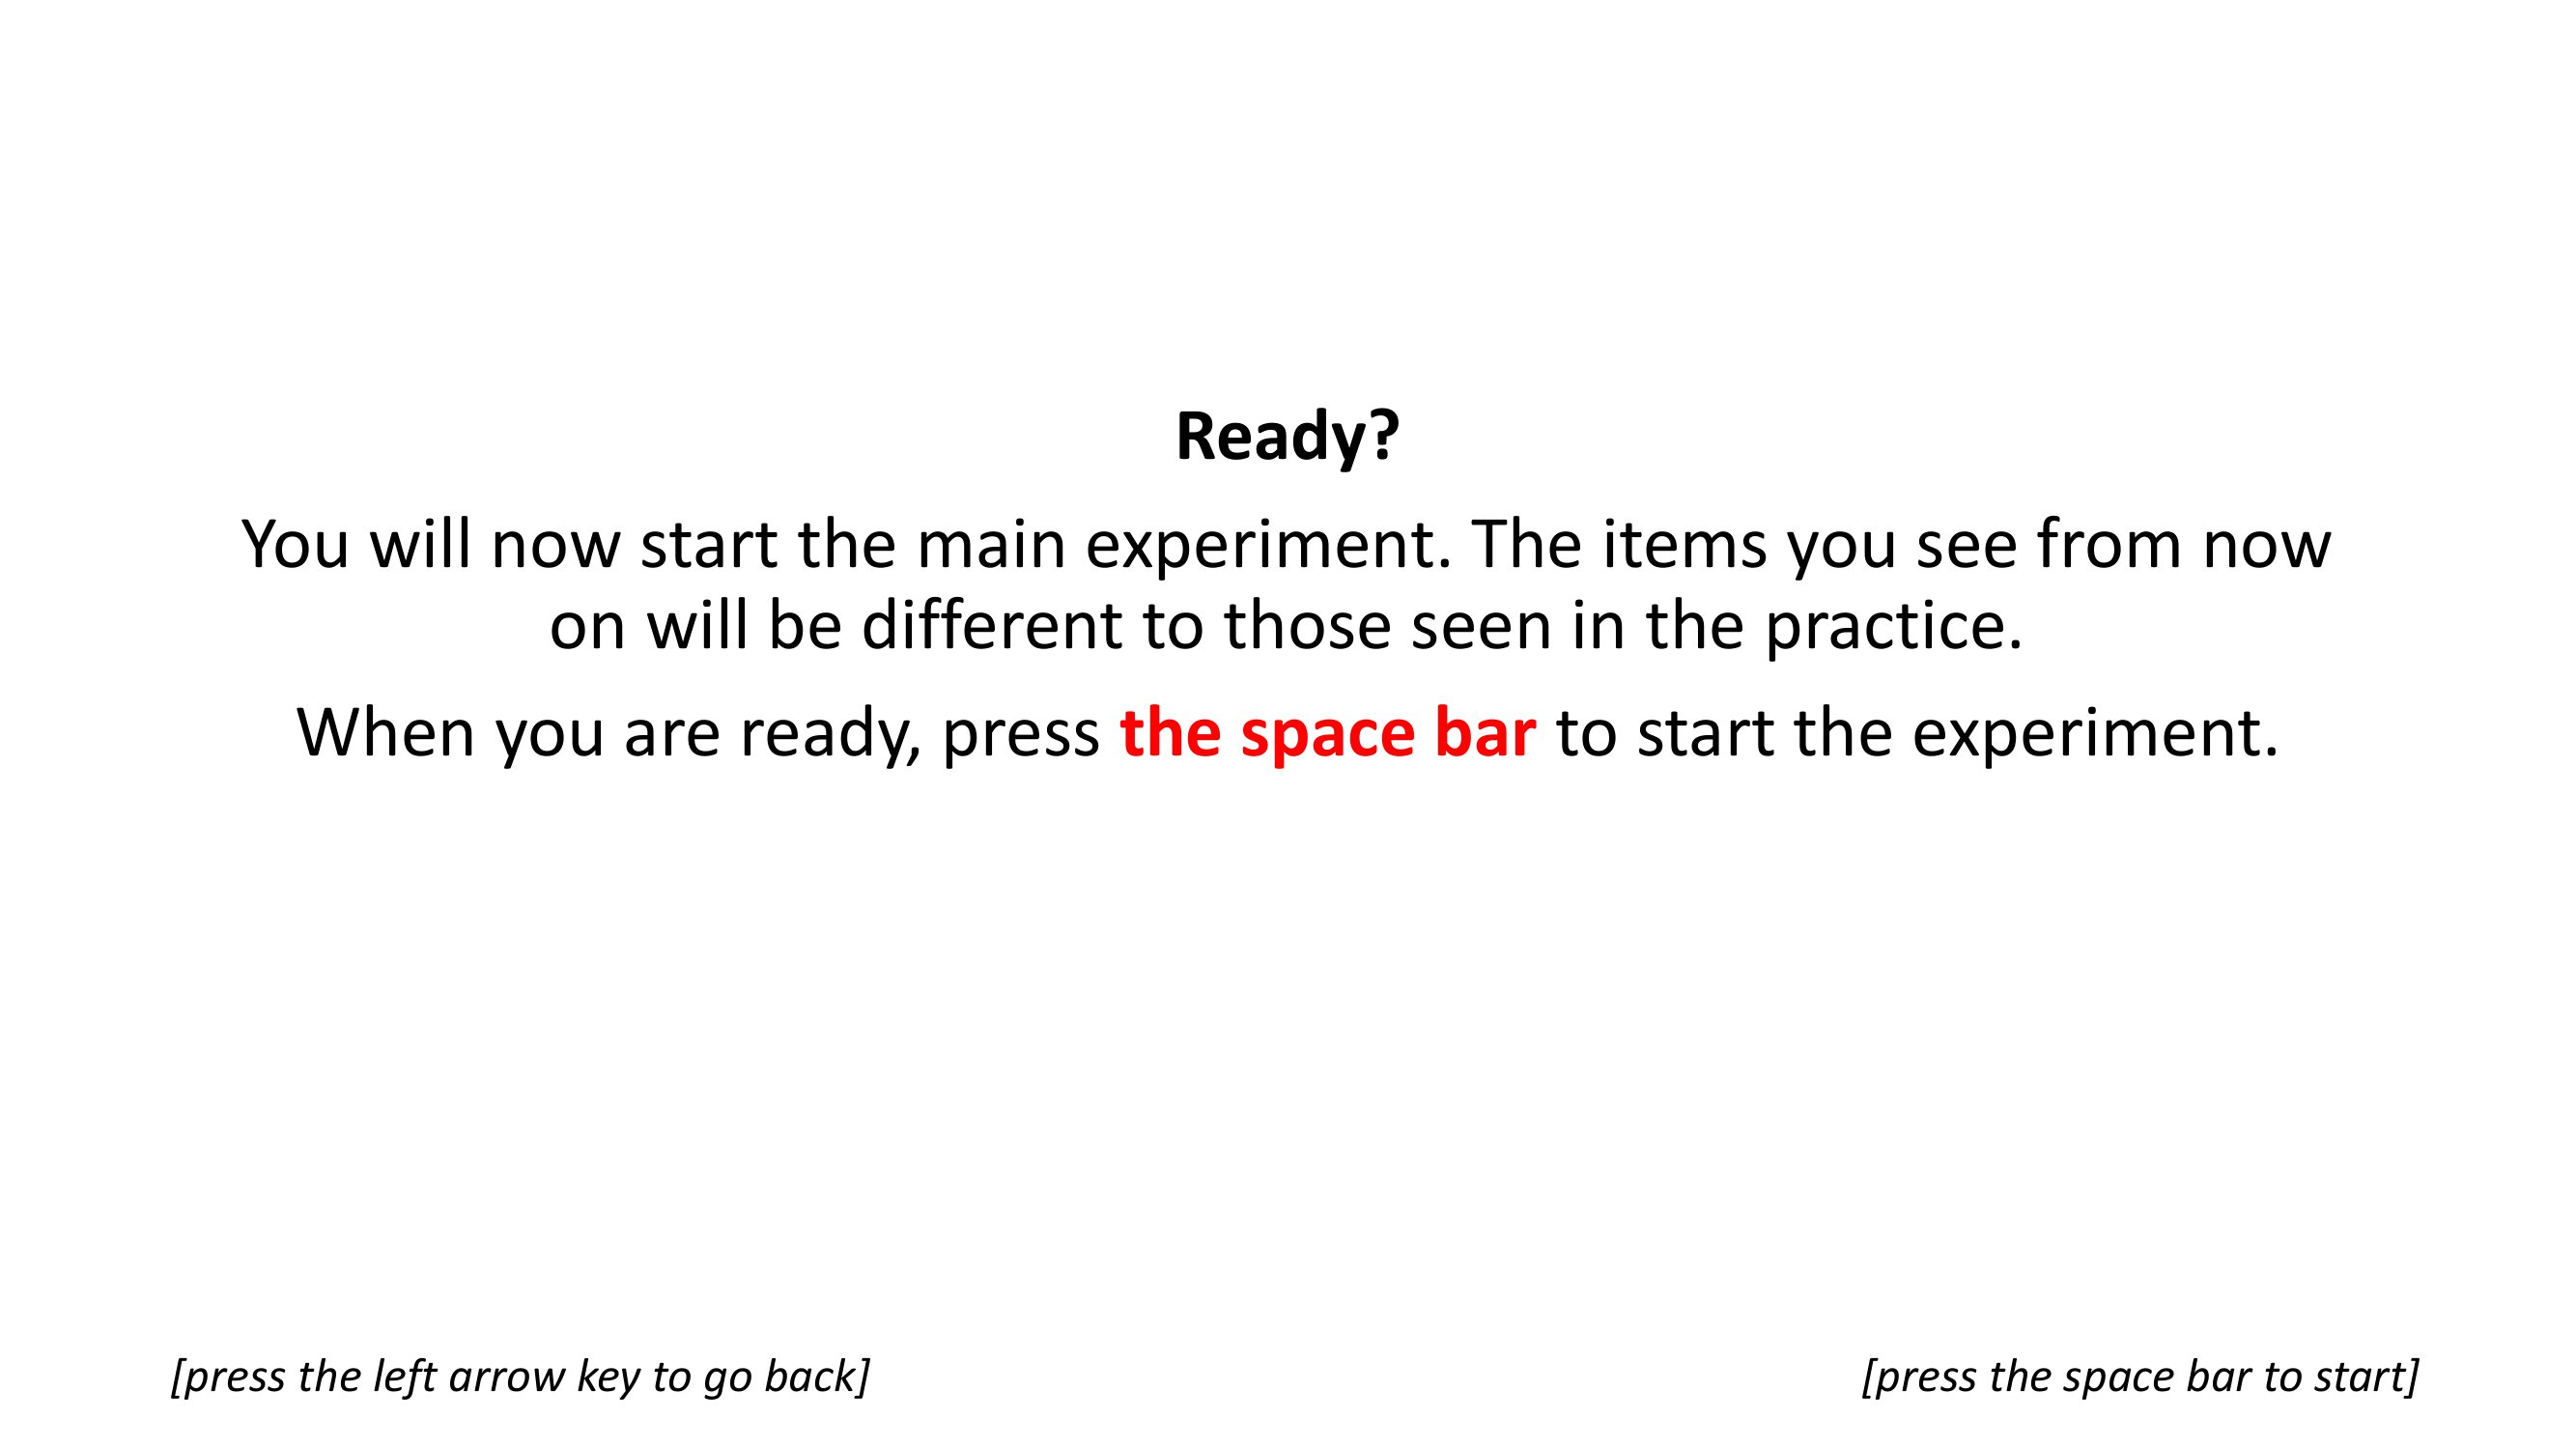 Ready?
You will now start the main experiment. The items you see from now
on will be different to those seen in the practice.
When you are ready, press the space bar to start the experiment.
[press the left arrow key to go back]
[press the space bar to start]